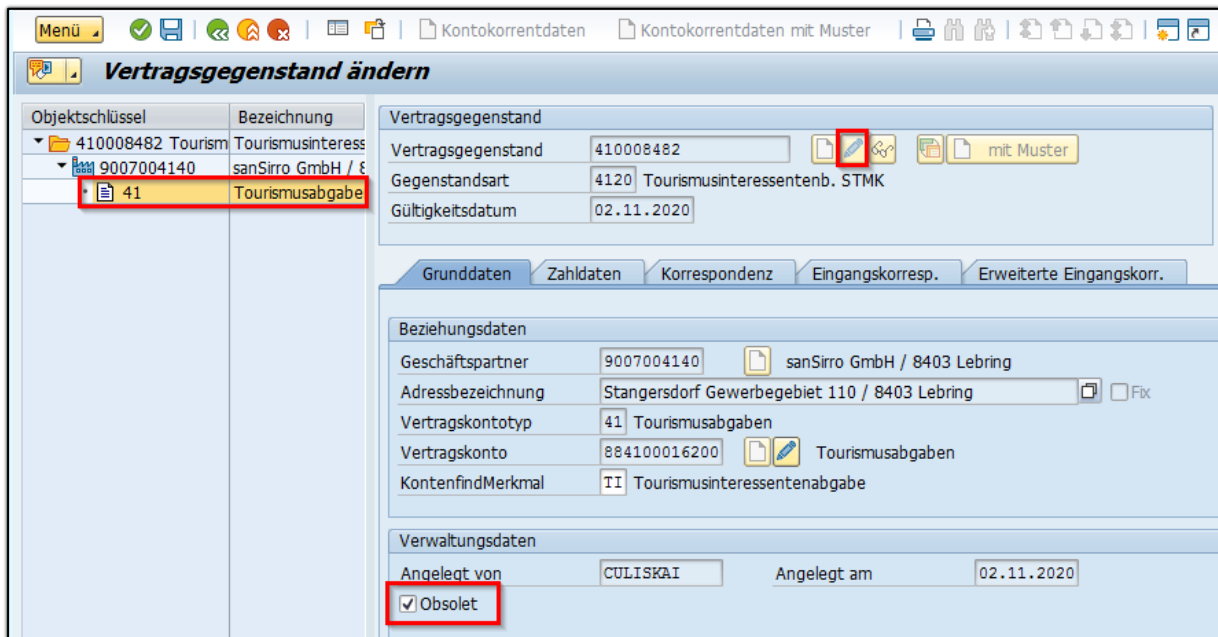 Menü Kontokorrentdaten Kontokorrentdaten mit Muster
Vertragsgegenstand ändern
Objektschlüssel Bezeichnung
410008482 Tourism Tourismusinteress
9007004140 sanSirro GmbH / 8
41 Tourismusabgabe
Vertragsgegenstand
Vertragsgegenstand 410008482 mit Muster
Gegenstandsart 4120 Tourismusinteressentenb. STMK
Gültigkeitsdatum 02.11.2020
Grunddaten Zahldaten Korrespondenz Eingangskorresp. Erweiterte Eingangskorr.
Beziehungsdaten
Geschäftspartner 9007004140 sanSirro GmbH / 8403 Lebring
Adressbezeichnung Stangersdorf Gewerbegebiet 110 / 8403 Lebring Fix
Vertragskontotyp 41 Tourismusabgaben
Vertragskonto 884100016200 Tourismusabgaben
KontenfindMerkmal TI Tourismusinteressentenabgabe
Verwaltungsdaten
Angelegt von CULISKAI Angelegt am 02.11.2020
Obsolet